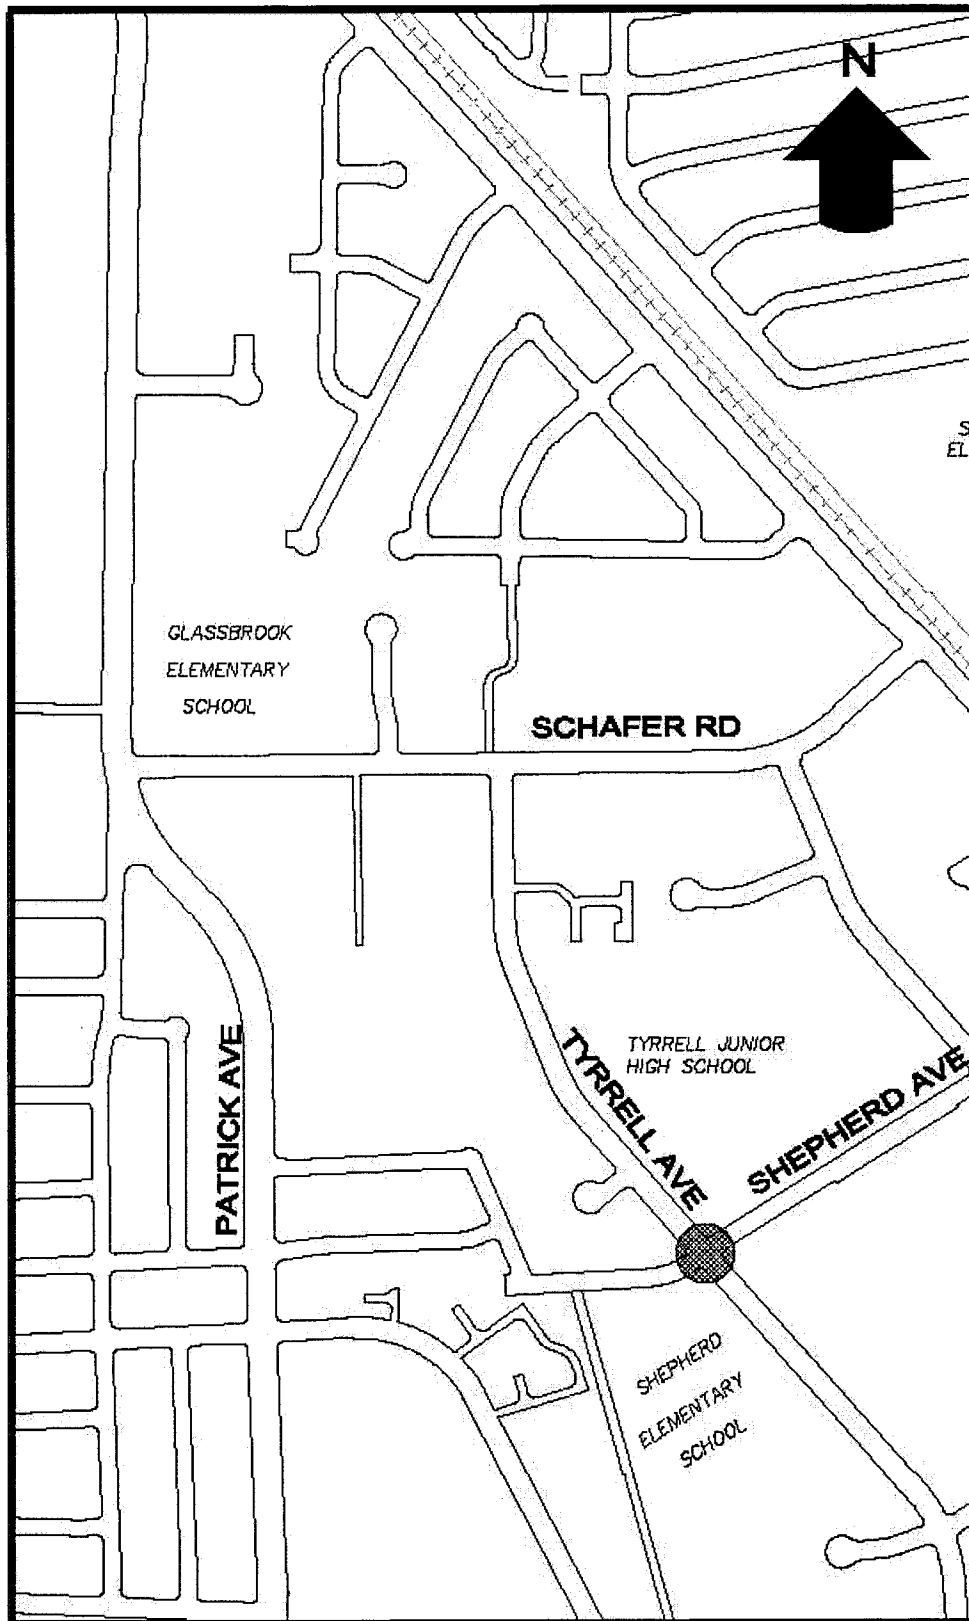 N
GLASSBROOK
ELEMENTARY
SCHOOL
SCHAFER RD
TYRRELL JUNIOR
HIGH SCHOOL
PATRICK AVE
TYRRELL AVE
SHEPHERD AVE
SHEPHERD
ELEMENTARY
SCHOOL